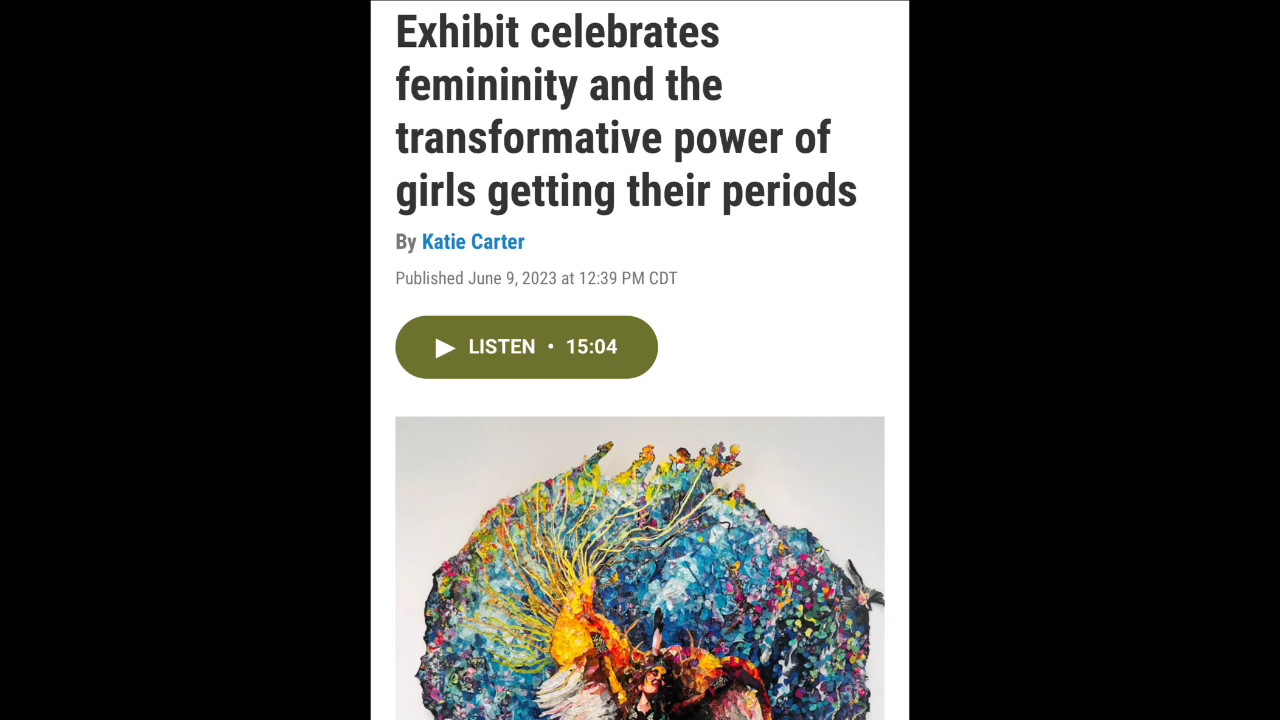 Exhibit celebrates
femininity and the
transformative power of
girls getting their periods
By Katie Carter
Published June 9, 2023 at 12:39 PM CDT
LISTEN • 15:04